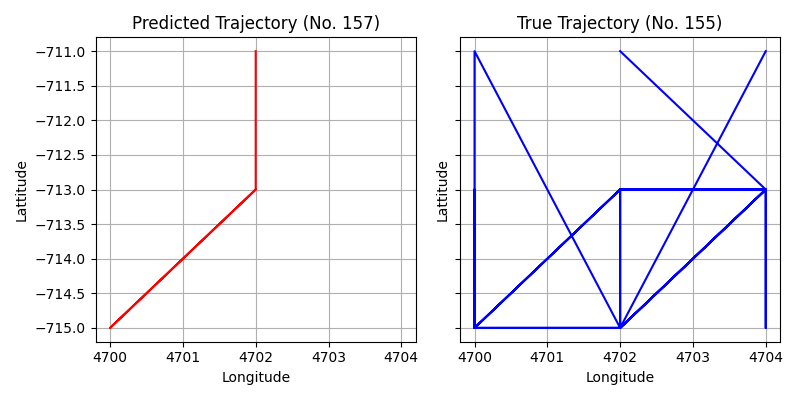 Predicted Trajectory (No. 157)
True Trajectory (No. 155)
−711.0
−711.5
−712.0
−712.5
−713.0
−713.5
−714.0
−714.5
−715.0
Lattitude
Lattitude
4700 4701 4702 4703 4704
4700 4701 4702 4703 4704
Longitude
Longitude